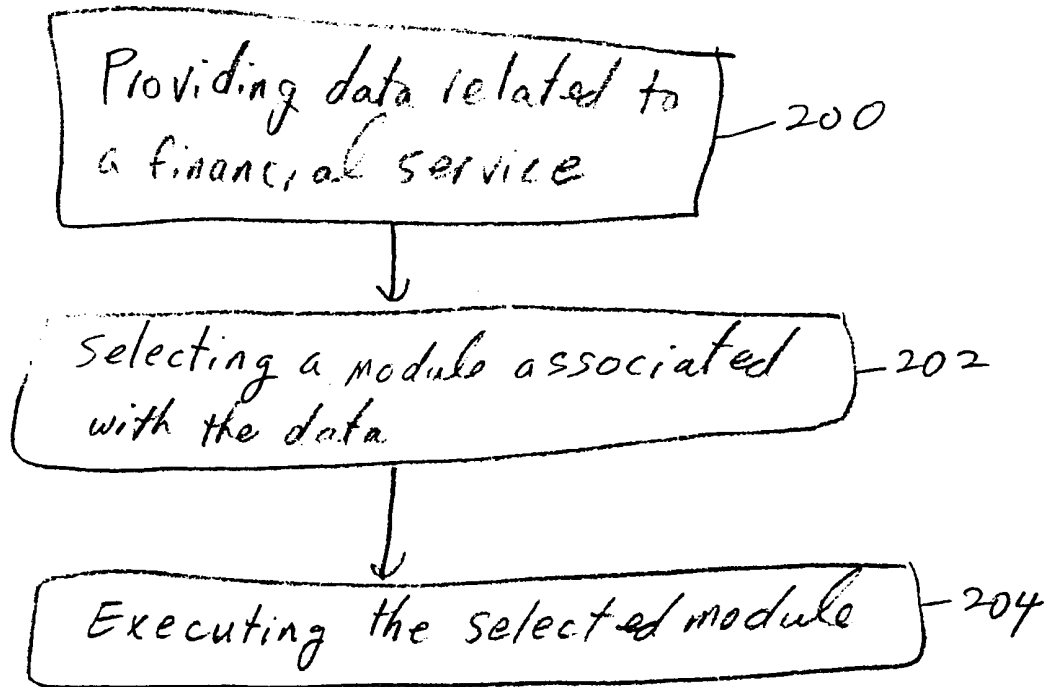 Providing data related to
a financial service
200
selecting a module associated
with the data
202
Executing the selected module
204